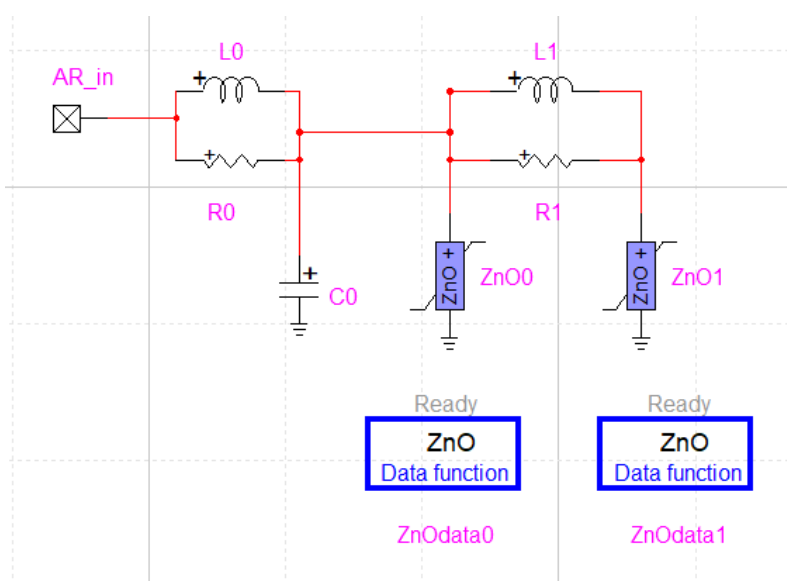 L0
L1
AR_in
+
+
+
+
R0
R1
+
ZnO +
ZnO +
ZnO0
ZnO1
C0
Ready
Ready
ZnO
ZnO
Data function
Data function
ZnOdata0
ZnOdata1